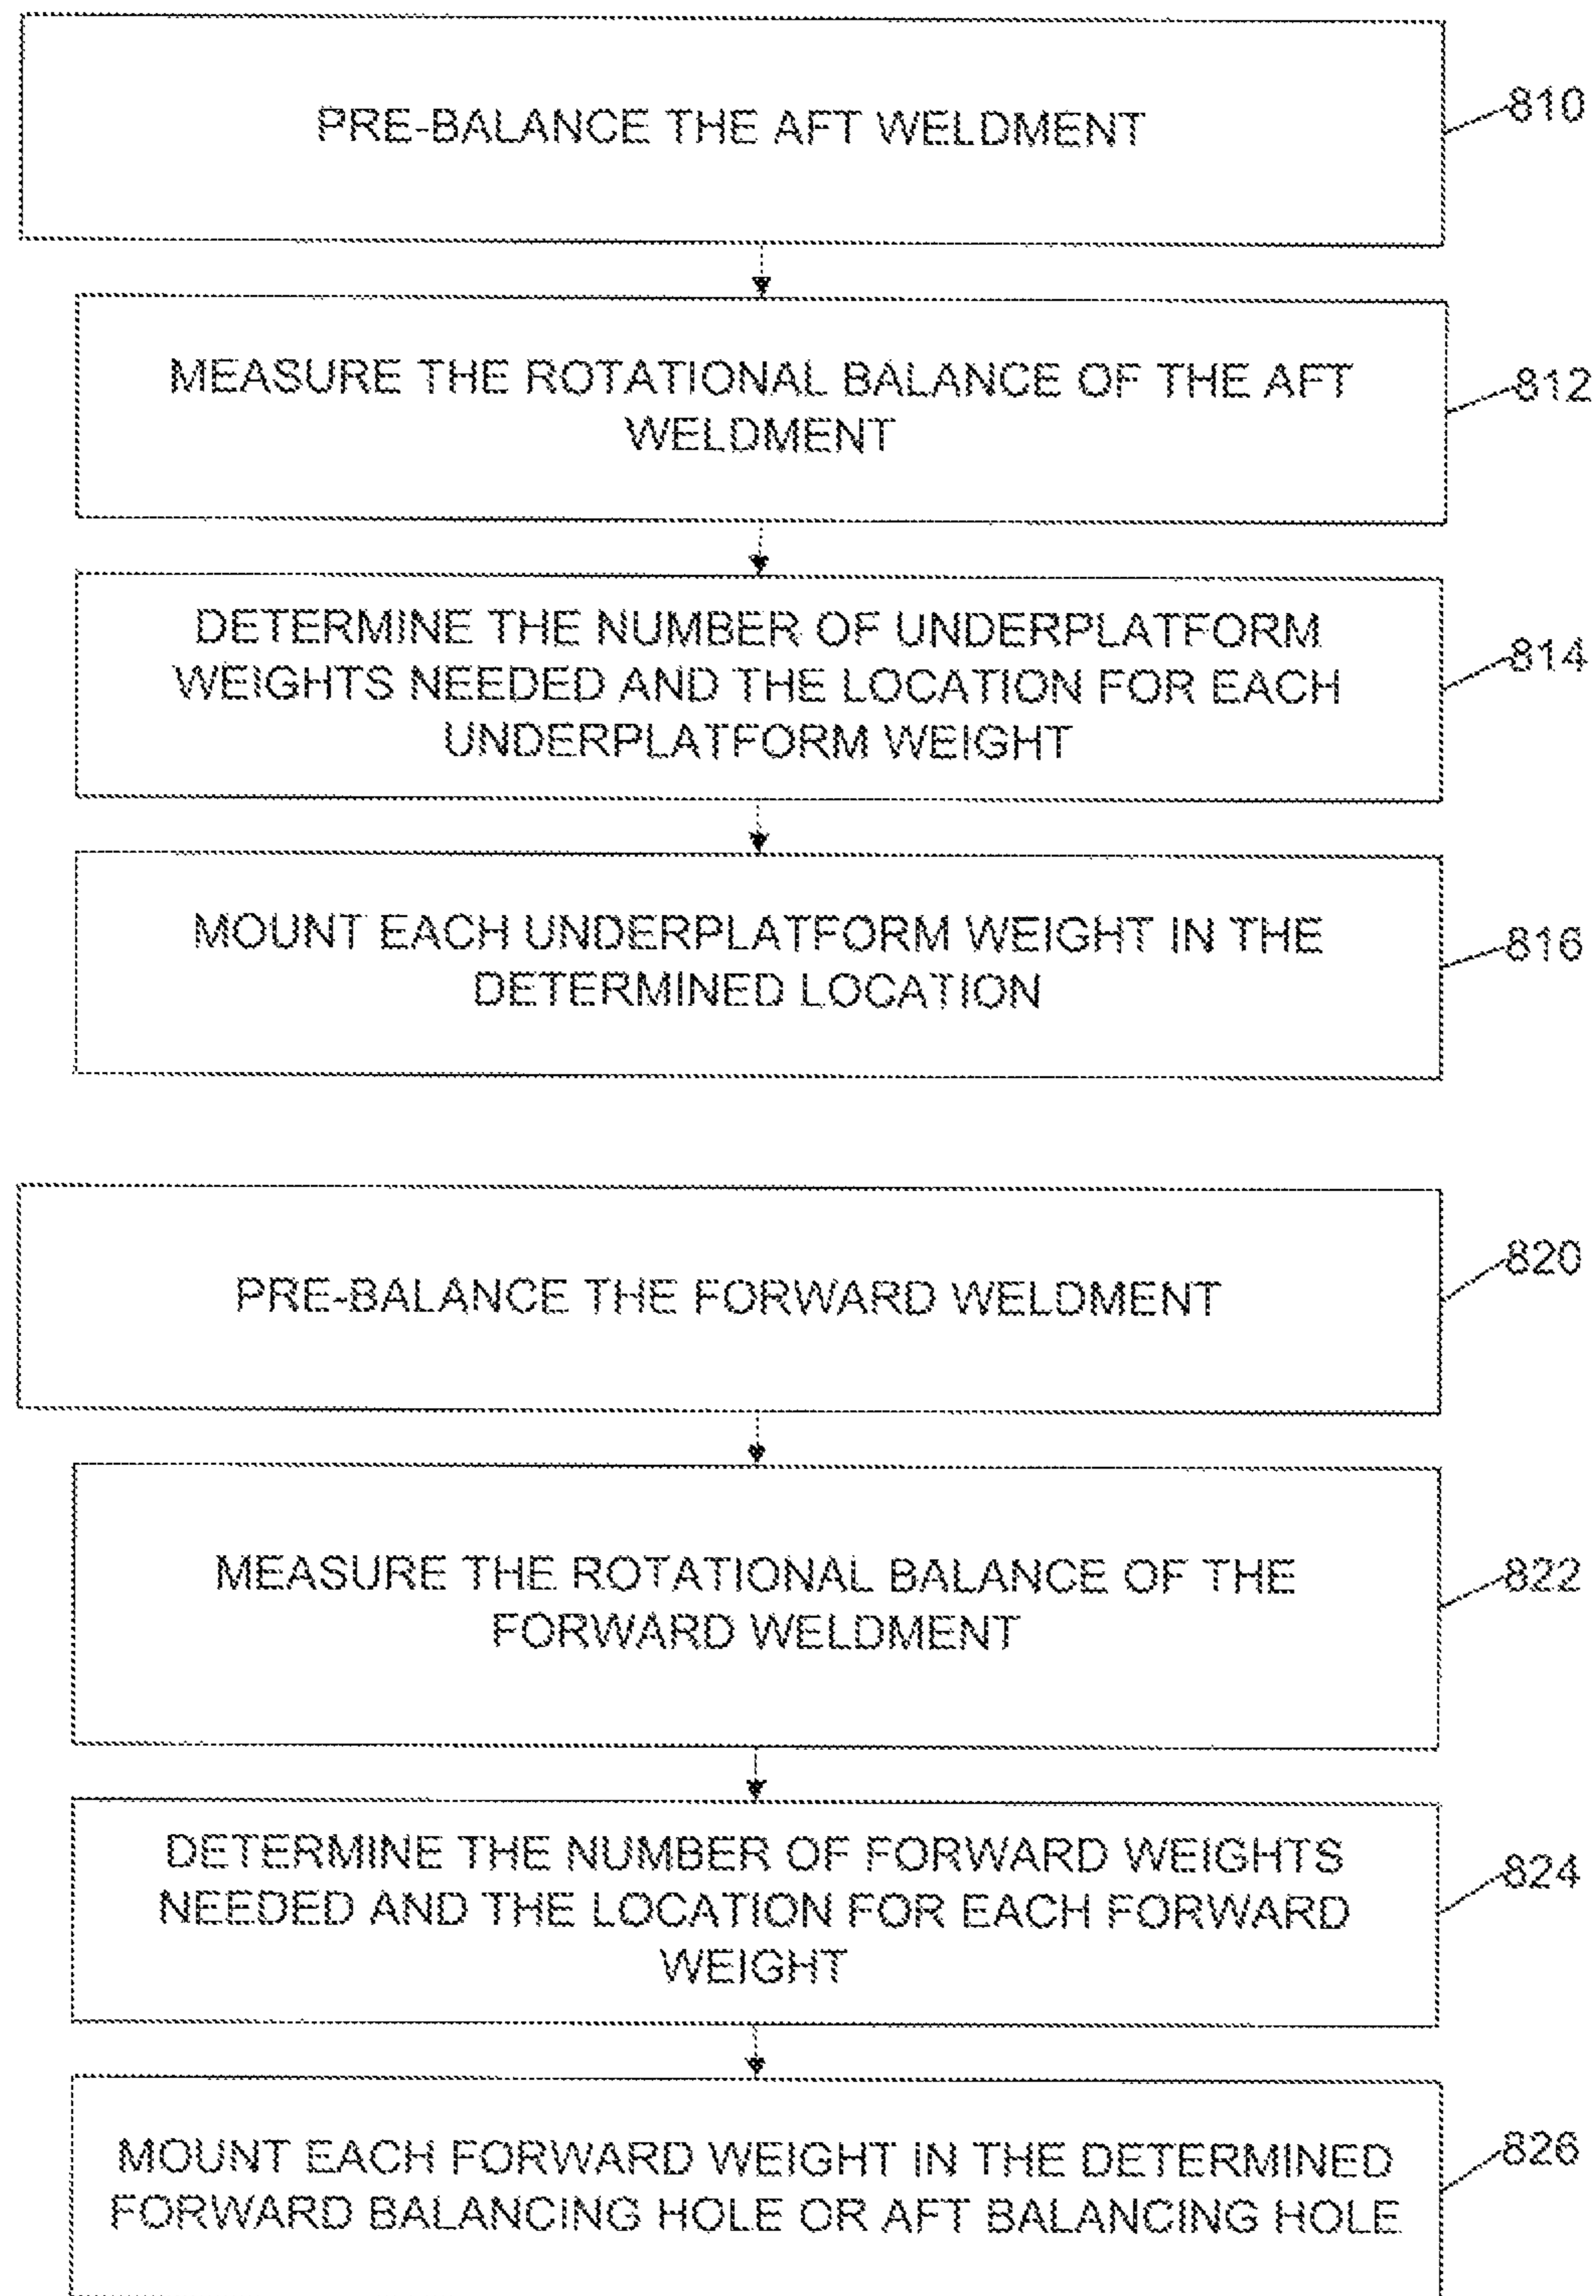 PRE-BALANCE THE AFT WELDMENT
810
MEASURE THE ROTATIONAL BALANCE OF THE AFT
WELDMENT
812
DETERMINE THE NUMBER OF UNDERPLATFORM
WEIGHTS NEEDED AND THE LOCATION FOR EACH
UNDERPLATFORM WEIGHT
814
MOUNT EACH UNDERPLATFORM WEIGHT IN THE
DETERMINED LOCATION
816
PRE-BALANCE THE FORWARD WELDMENT
820
MEASURE THE ROTATIONAL BALANCE OF THE
FORWARD WELDMENT
822
DETERMINE THE NUMBER OF FORWARD WEIGHTS
NEEDED AND THE LOCATION FOR EACH FORWARD
WEIGHT
824
MOUNT EACH FORWARD WEIGHT IN THE DETERMINED
FORWARD BALANCING HOLE OR AFT BALANCING HOLE
826